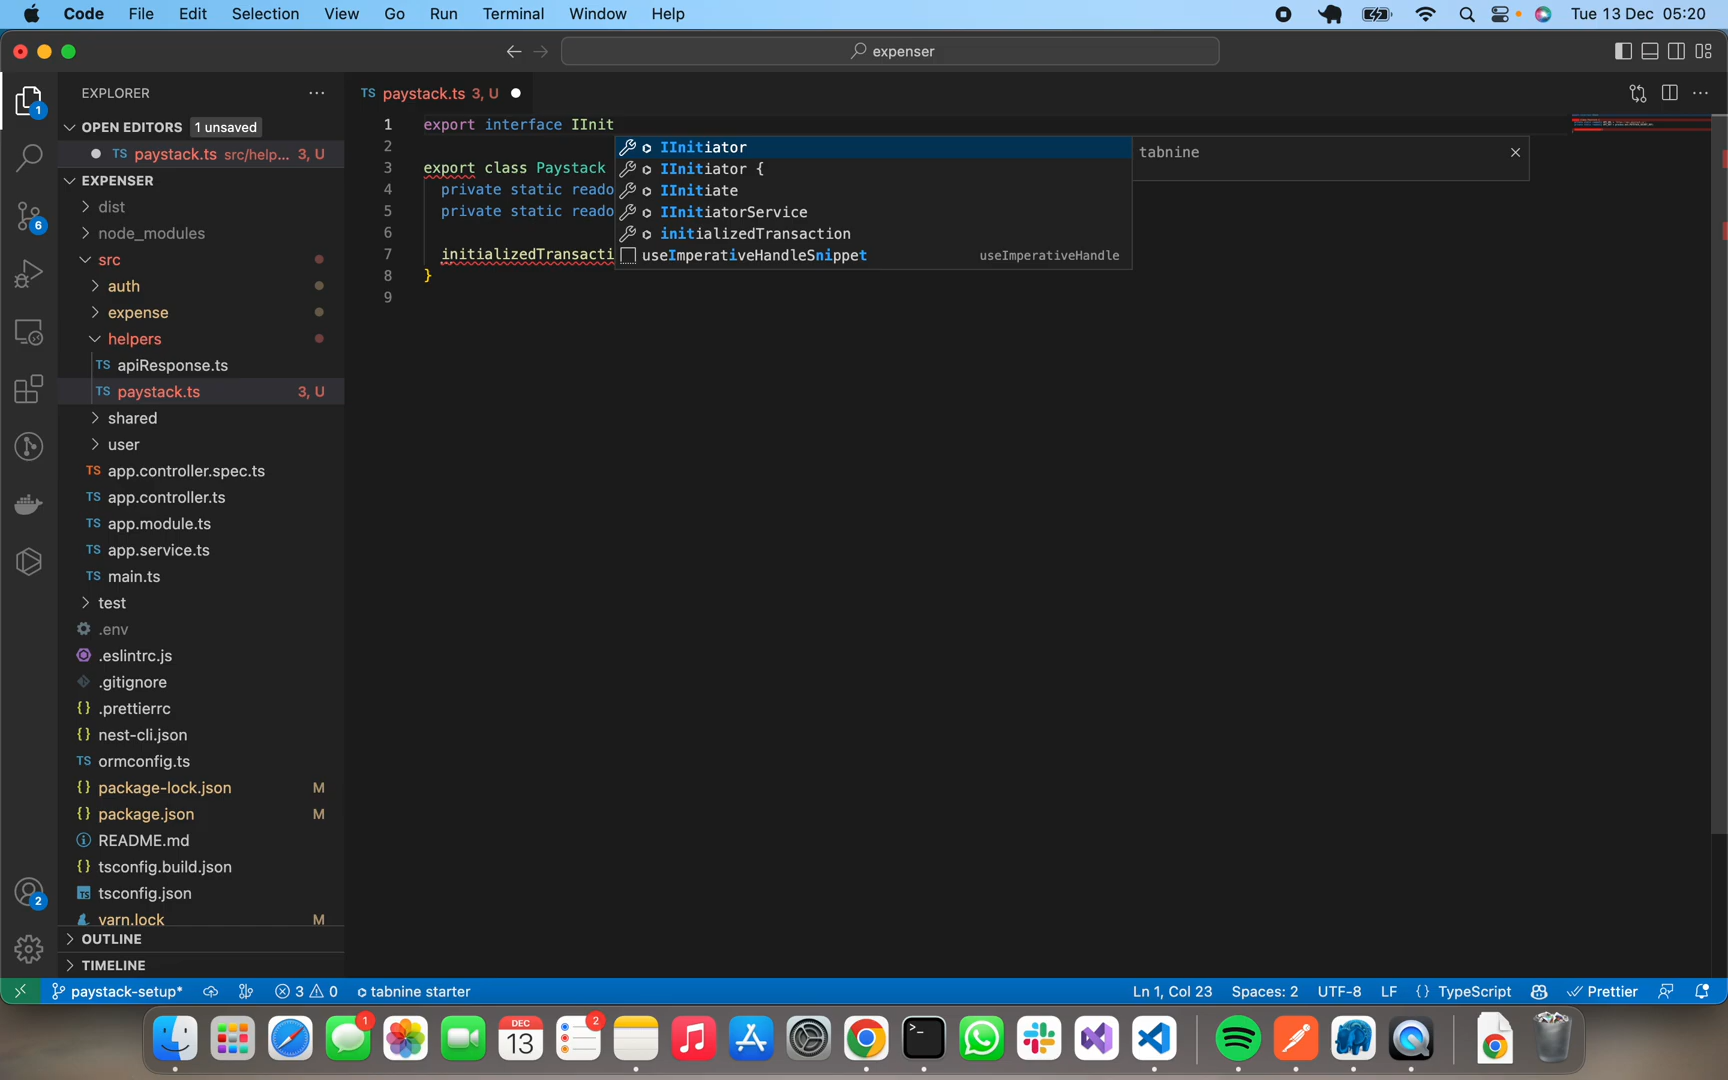 Code File Edit Selection View Go Run Terminal Window Help Tue 13 Dec 05:20
expenser
EXPLORER
TS paystack.ts 3, U
OPEN EDITORS 1 unsaved
TS paystack.ts src/help... 3, U
EXPENSER
dist
node_modules
src
auth
expense
helpers
TS apiResponse.ts
TS paystack.ts 3, U
shared
user
TS app.controller.spec.ts
TS app.controller.ts
TS app.module.ts
TS app.service.ts
TS main.ts
test
.env
.eslintrc.js
.gitignore
{} .prettierrc
{} nest-cli.json
TS ormconfig.ts
{} package-lock.json M
{} package.json M
README.md
{} tsconfig.build.json
TS tsconfig.json
yarn.lock M
OUTLINE
TIMELINE
1
6
2
1 export interface IInit
2
3 export class Paystack
4 private static reado
5 private static reado
6
7 initializedTransacti
8 }
9
IInitiator
IInitiator {
IInitiate
IInitiatorService
initializedTransaction
useImperativeHandleSnippet useImperativeHandle
tabnine
paystack-setup* 3 0 tabnine starter Ln 1, Col 23 Spaces: 2 UTF-8 LF {} TypeScript Prettier
1
DEC
13
2